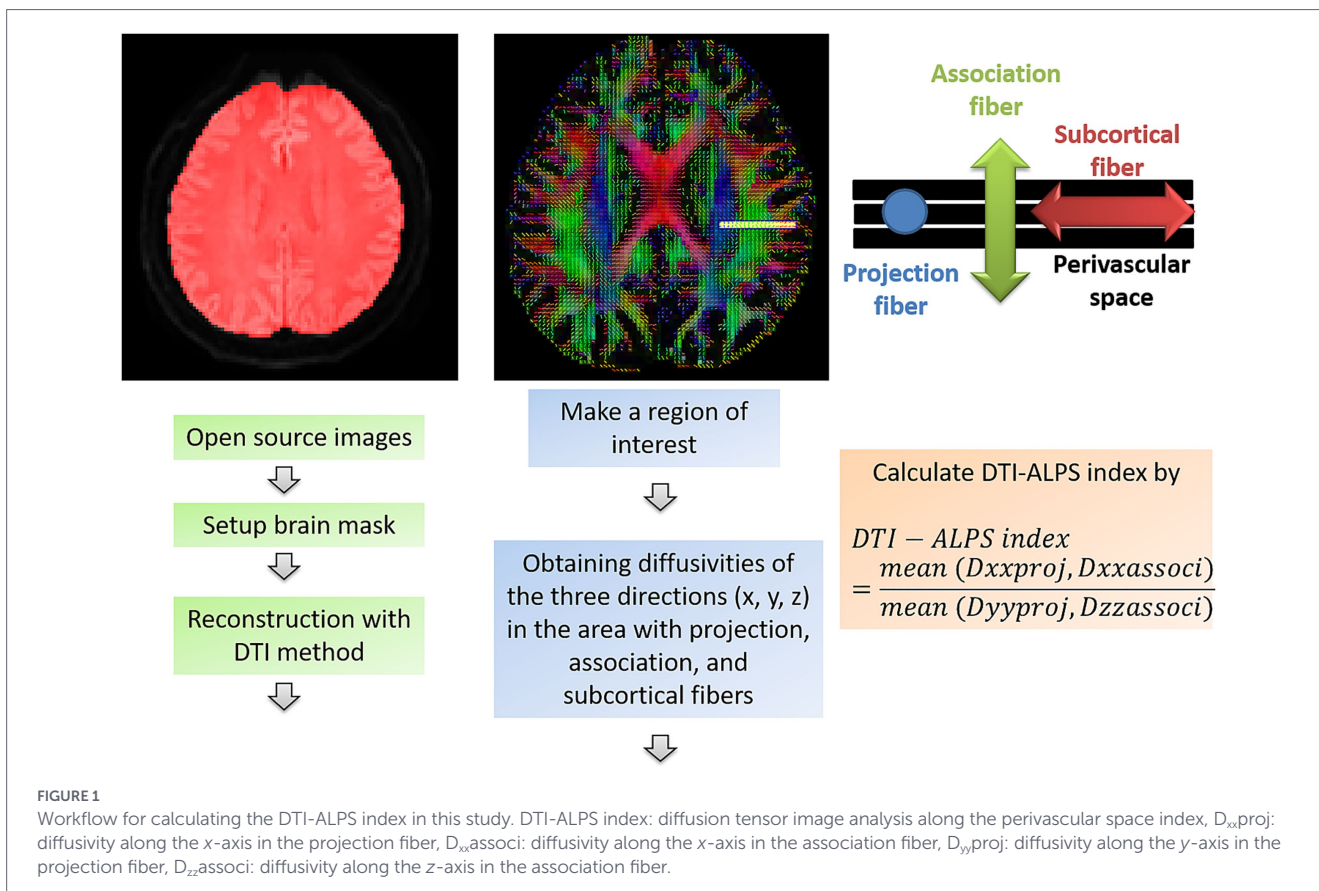 Association
fiber
Subcortical
fiber
Projection
fiber
Perivascular
space
Open source images
Setup brain mask
Reconstruction with
DTI method
Make a region of
interest
Obtaining diffusivities of
the three directions (x, y, z)
in the area with projection,
association, and
subcortical fibers
Calculate DTI-ALPS index by
DTI − ALPS index
= mean (Dxxproj, Dxxassoci)
mean (Dyyproj, Dzzassoci)
FIGURE 1
Workflow for calculating the DTI-ALPS index in this study. DTI-ALPS index: diffusion tensor image analysis along the perivascular space index, Dxxproj:
diffusivity along the x-axis in the projection fiber, Dxxassoci: diffusivity along the x-axis in the association fiber, Dyyproj: diffusivity along the y-axis in the
projection fiber, Dzzassoci: diffusivity along the z-axis in the association fiber.